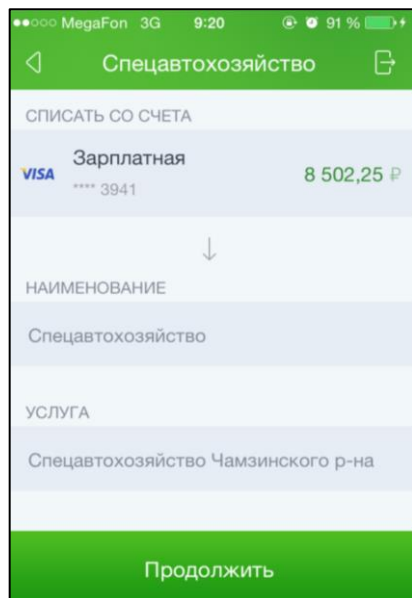 MegaFon 3G 9:20 91 %
Спецавтохозяйство
СПИСАТЬ СО СЧЕТА
VISA Зарплатная 8 502,25 ₽
**** 3941
НАИМЕНОВАНИЕ
Спецавтохозяйство
УСЛУГА
Спецавтохозяйство Чамзинского р-на
Продолжить